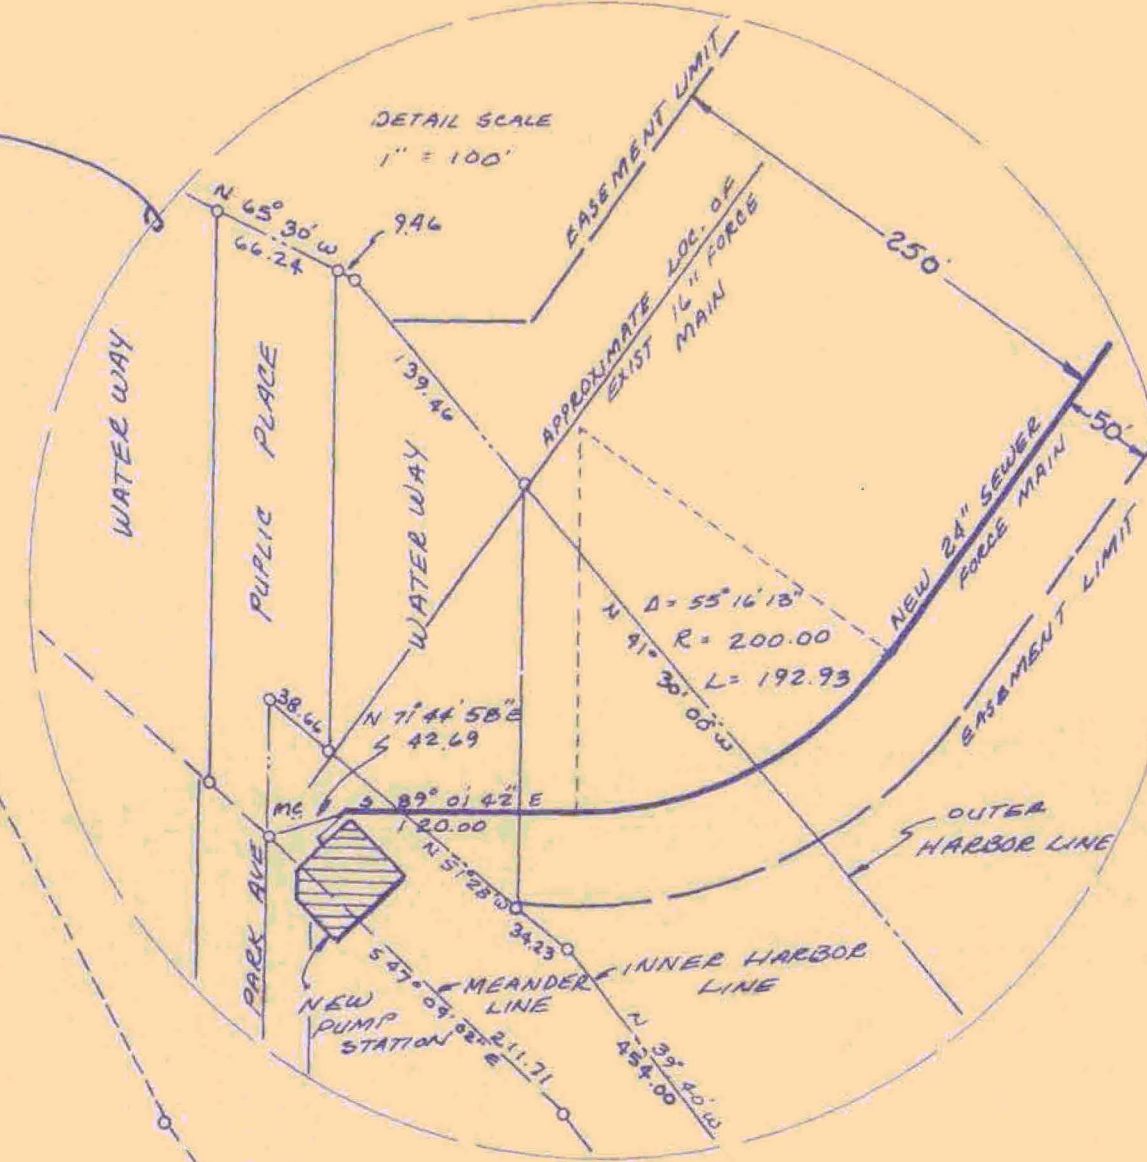 DETAIL SCALE
1" = 100'
EASEMENT LIMIT
N 65° 30' W
66.24
9.46
250'
APPROXIMATE LOC. OF
EXIST 16" FORCE
MAIN
WATER WAY
PUPLIC PLACE
139.46
WATER WAY
50'
NEW 24" SEWER
FORCE MAIN
Δ = 55° 16' 13"
R = 200.00
L = 192.93
N 41° 30' 00" W
EASEMENT LIMIT
38.66
N 71° 44' 58" E
42.69
MC
S 89° 01' 42" E
120.00
OUTER
HARBOR LINE
N 51° 28' W
34.23
PARK AVE
INNER HARBOR
LINE
MEANDER
LINE
S 47° 09' 02" E
211.71
NEW
PUMP
STATION
N 39° 40' W
454.00